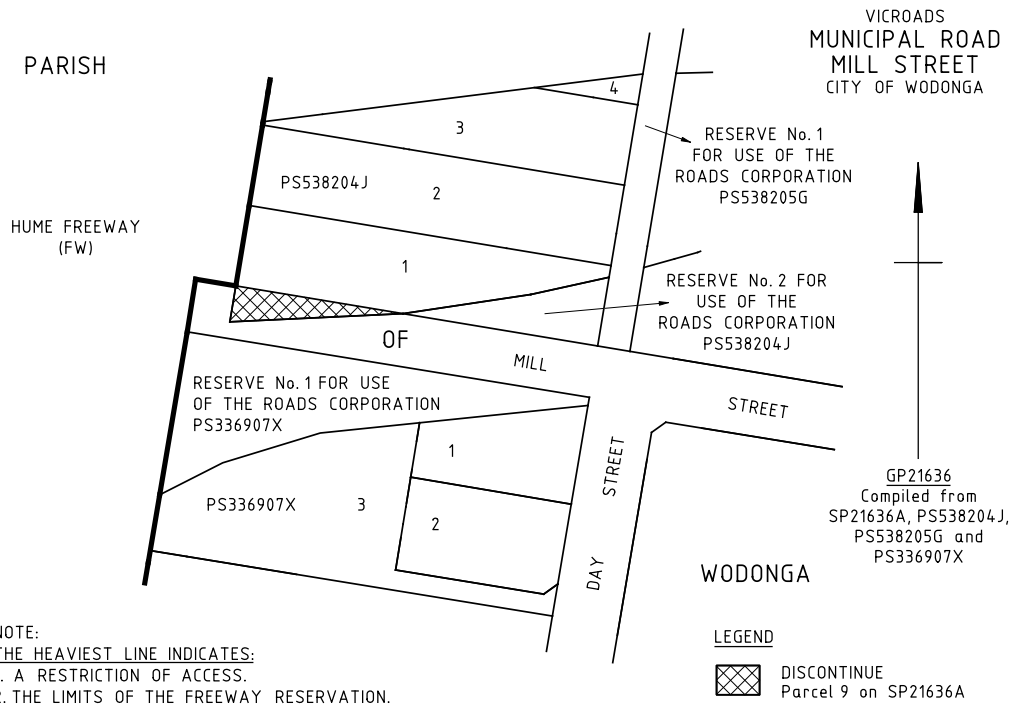 VICROADS
MUNICIPAL ROAD
MILL STREET
CITY OF WODONGA
PARISH
4
3
RESERVE No. 1
FOR USE OF THE
ROADS CORPORATION
PS538205G
PS538204J
2
HUME FREEWAY
(FW)
1
RESERVE No. 2 FOR
USE OF THE
ROADS CORPORATION
PS538204J
OF
MILL
STREET
RESERVE No. 1 FOR USE
OF THE ROADS CORPORATION
PS336907X
1
STREET
DAY
PS336907X
3
2
GP21636
Compiled from
SP21636A, PS538204J,
PS538205G and
PS336907X
WODONGA
NOTE:
THE HEAVIEST LINE INDICATES:
. A RESTRICTION OF ACCESS.
2. THE LIMITS OF THE FREEWAY RESERVATION.
LEGEND
DISCONTINUE
Parcel 9 on SP21636A